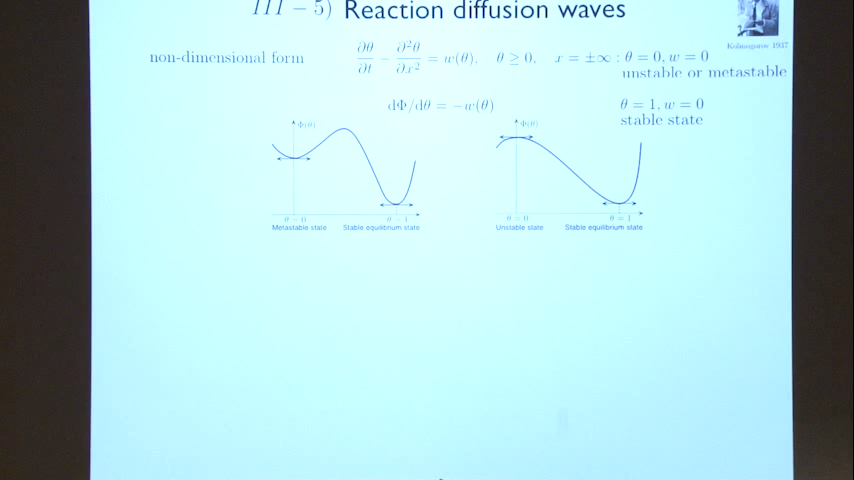 III – 5) Reaction diffusion waves
Kolmogorov 1937
non-dimensional form ∂θ/∂t − ∂²θ/∂x² = w(θ), θ ≥ 0, x = ±∞ : θ = 0, w = 0
unstable or metastable
dΦ/dθ = −w(θ) θ = 1, w = 0
stable state
Φ(θ) Φ(θ)
θ = 0 θ = 1 θ = 0 θ = 1
Metastable state Stable equilibrium state Unstable state Stable equilibrium state